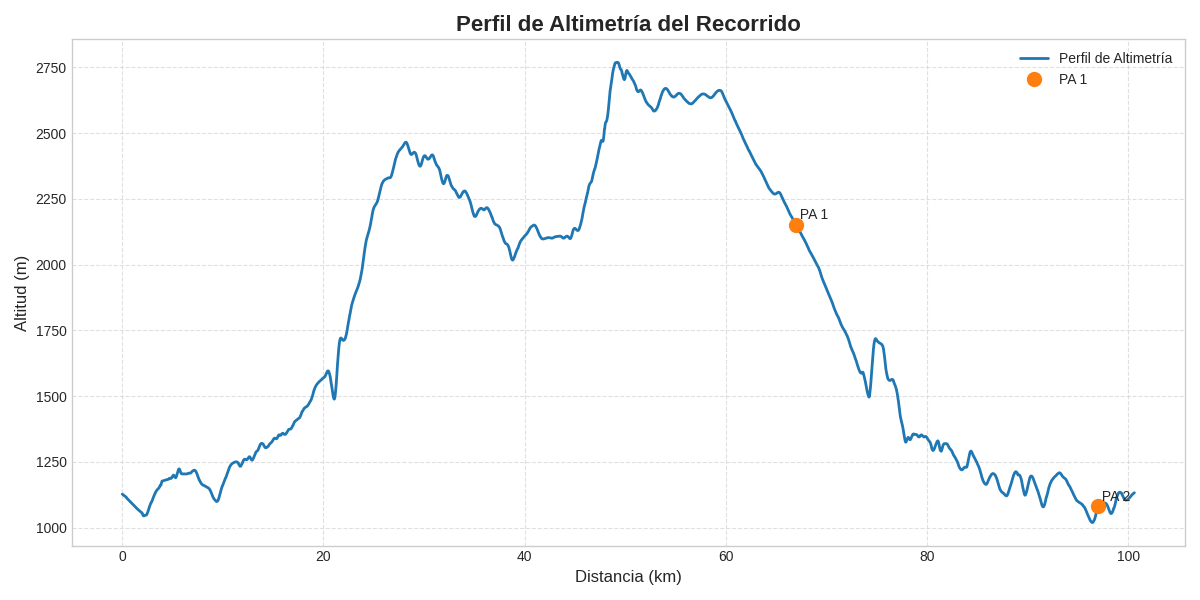 Perfil de Altimetría del Recorrido
Perfil de Altimetría
PA 1
2750
2500
2250
2000
1750
1500
1250
1000
Altitud (m)
PA 1
PA 2
0
20
40
60
80
100
Distancia (km)